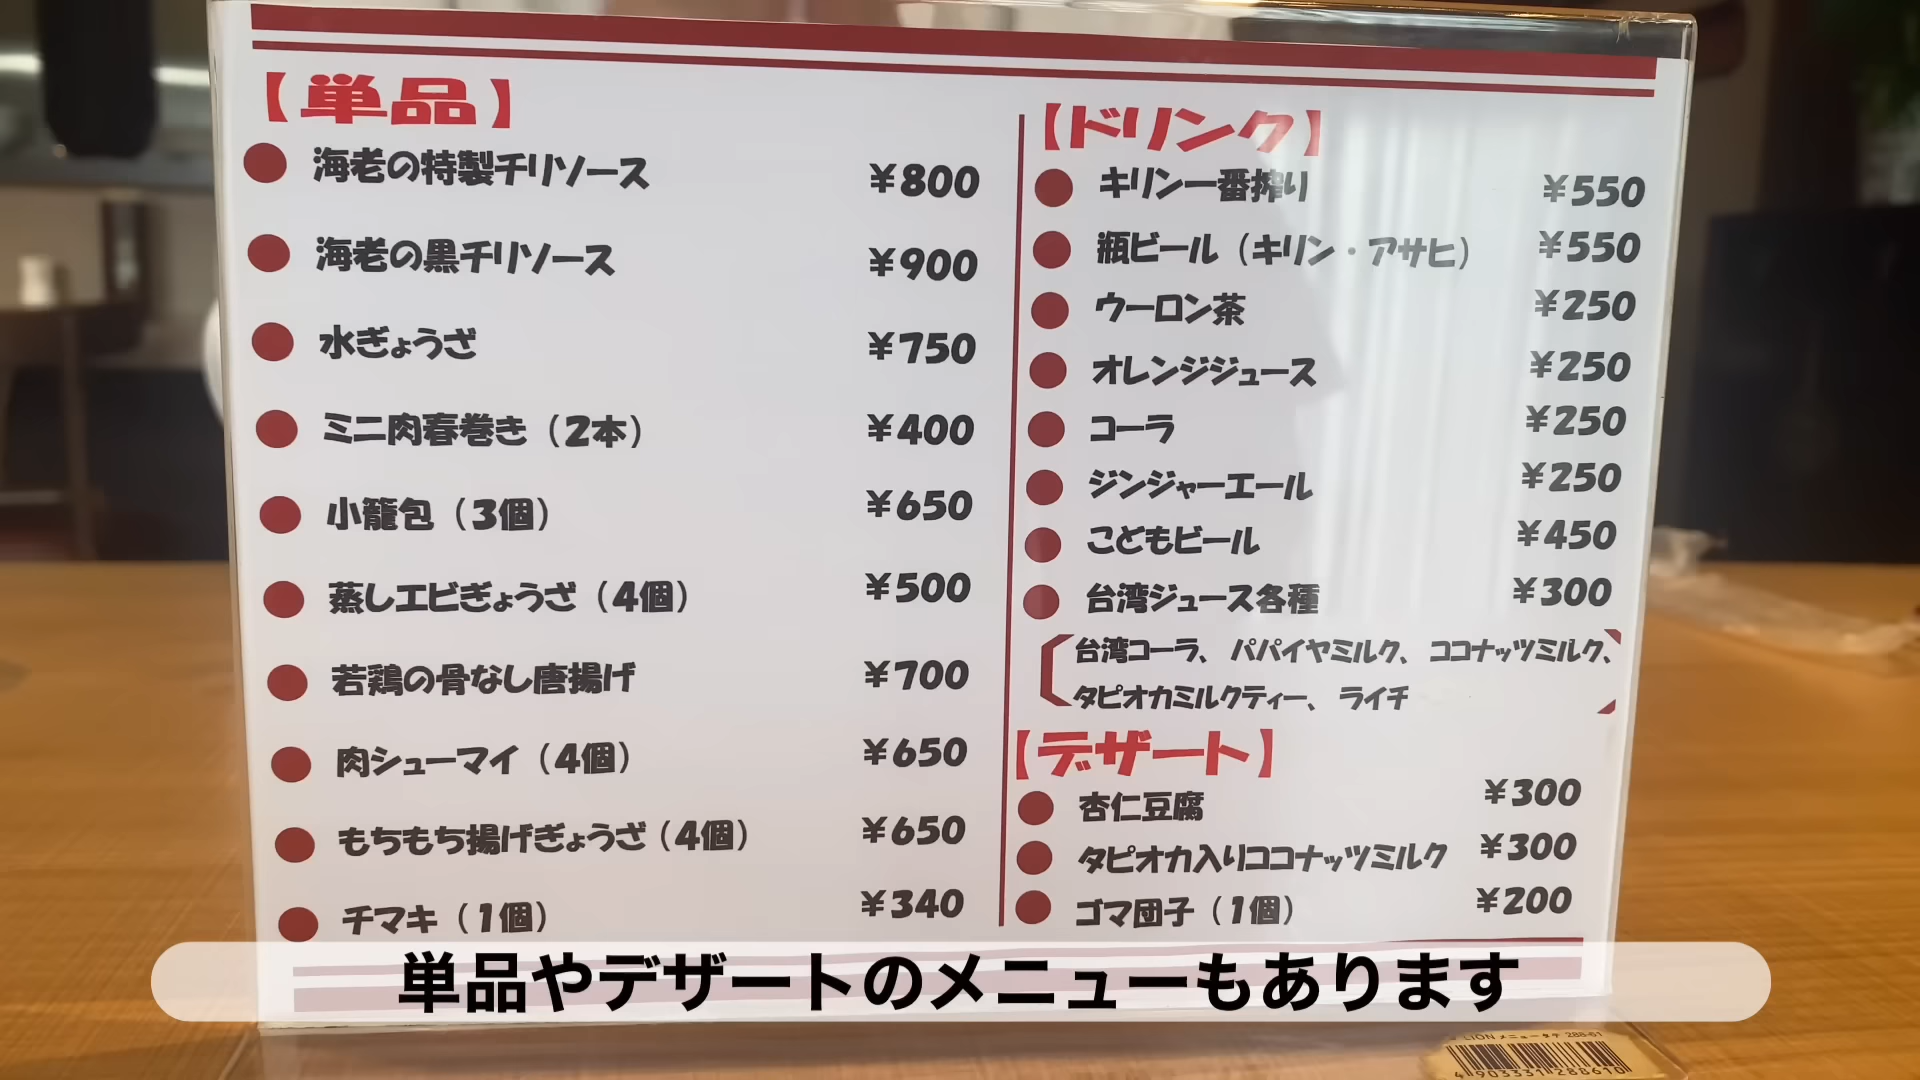 【単品】
海老の特製チリソース ¥800
海老の黒チリソース ¥900
水ぎょうざ ¥750
ミニ肉春巻き（2本） ¥400
小籠包（3個） ¥650
蒸しエビぎょうざ（4個） ¥500
若鶏の骨なし唐揚げ ¥700
肉シューマイ（4個） ¥650
もちもち揚げぎょうざ（4個） ¥650
チマキ（1個） ¥340
【ドリンク】
キリン一番搾り ¥550
瓶ビール（キリン・アサヒ） ¥550
ウーロン茶 ¥250
オレンジジュース ¥250
コーラ ¥250
ジンジャーエール ¥250
こどもビール ¥450
台湾ジュース各種 ¥300
台湾コーラ、パパイヤミルク、ココナッツミルク、
タピオカミルクティー、ライチ
【デザート】
杏仁豆腐 ¥300
タピオカ入りココナッツミルク ¥300
ゴマ団子（1個） ¥200
単品やデザートのメニューもあります
LION メニュータテ 288-61
4 903331 288610